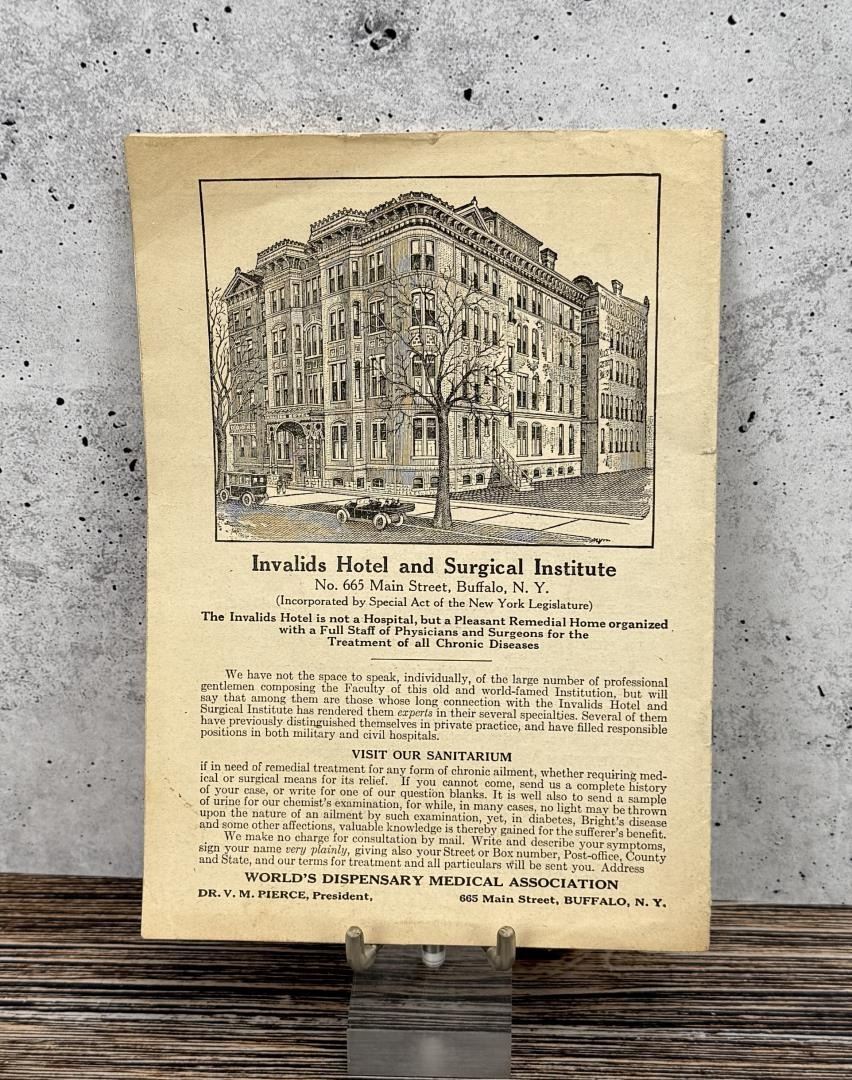 Invalids Hotel and Surgical Institute
No. 665 Main Street, Buffalo, N. Y.
(Incorporated by Special Act of the New York Legislature)
The Invalids Hotel is not a Hospital, but a Pleasant Remedial Home organized
with a Full Staff of Physicians and Surgeons for the
Treatment of all Chronic Diseases
We have not the space to speak, individually, of the large number of professional
gentlemen composing the Faculty of this old and world-famed Institution, but will
say that among them are those whose long connection with the Invalids Hotel and
Surgical Institute has rendered them experts in their several specialties. Several of them
have previously distinguished themselves in private practice, and have filled responsible
positions in both military and civil hospitals.
VISIT OUR SANITARIUM
if in need of remedial treatment for any form of chronic ailment, whether requiring med-
ical or surgical means for its relief. If you cannot come, send us a complete history
of your case, or write for one of our question blanks. It is well also to send a sample
of urine for our chemist's examination, for while, in many cases, no light may be thrown
upon the nature of an ailment by such examination, yet, in diabetes, Bright's disease
and some other affections, valuable knowledge is thereby gained for the sufferer's benefit.
We make no charge for consultation by mail. Write and describe your symptoms,
sign your name very plainly, giving also your Street or Box number, Post-office, County
and State, and our terms for treatment and all particulars will be sent you. Address
WORLD'S DISPENSARY MEDICAL ASSOCIATION
DR. V. M. PIERCE, President, 665 Main Street, BUFFALO, N. Y.